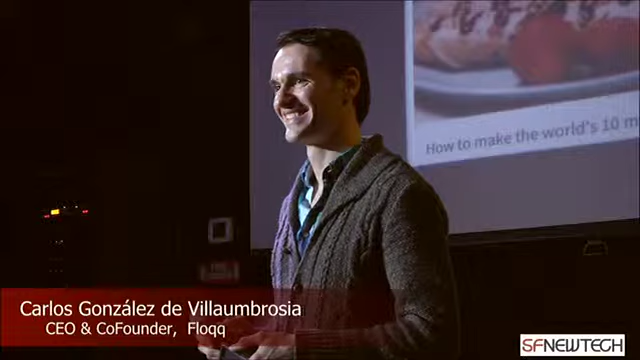 How to make the world's 10 m
Carlos González de Villaumbrosia
CEO & CoFounder, Floqq
SFNEWTECH